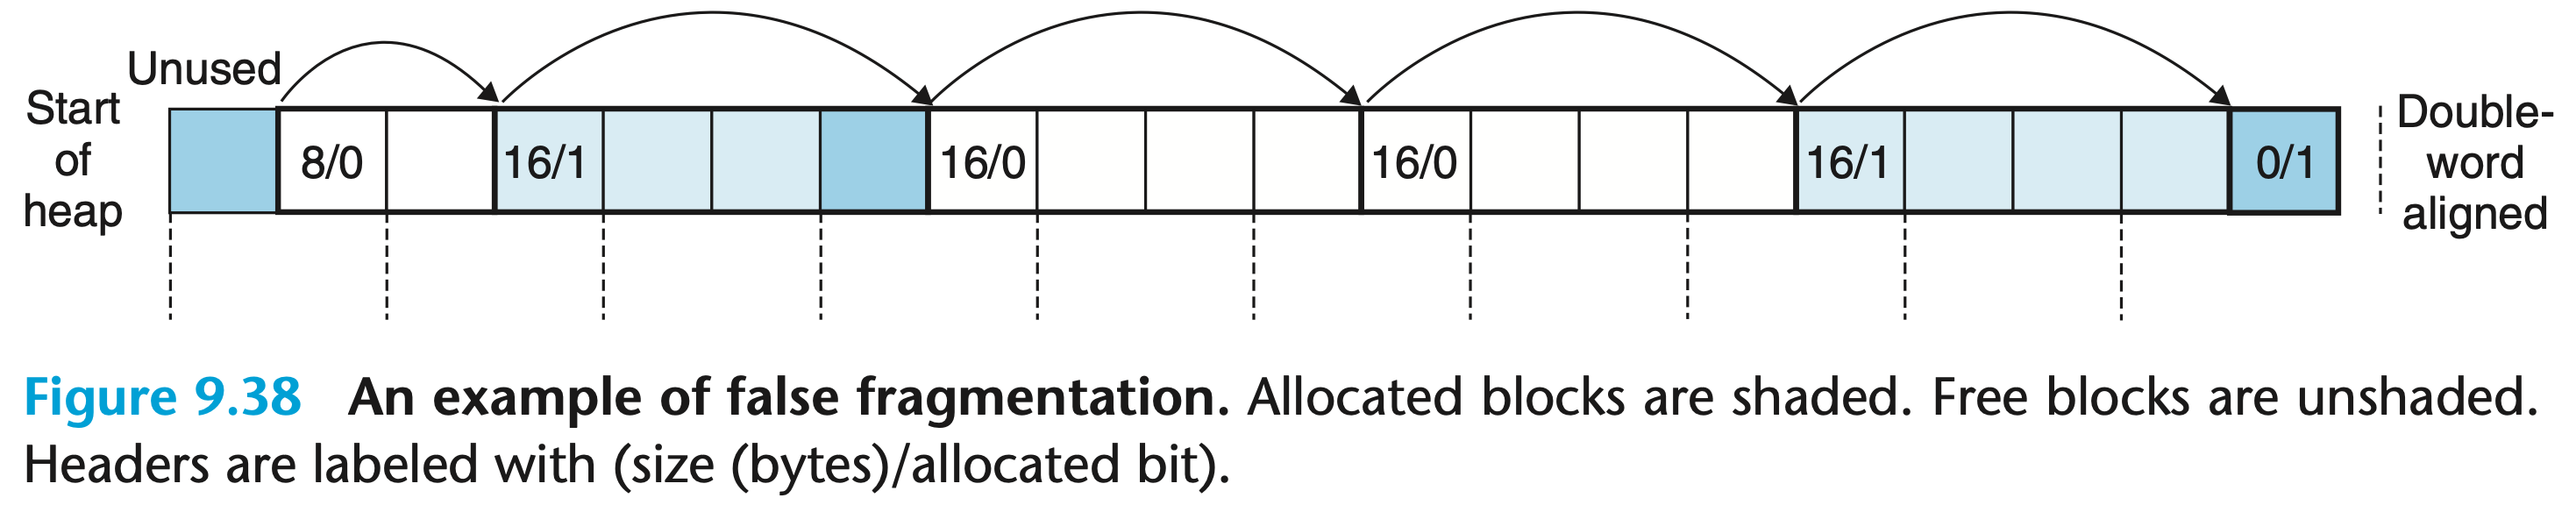 Unused
Start
of
heap
8/0
16/1
16/0
16/0
16/1
0/1
Double-
word
aligned
Figure 9.38 An example of false fragmentation. Allocated blocks are shaded. Free blocks are unshaded.
Headers are labeled with (size (bytes)/allocated bit).